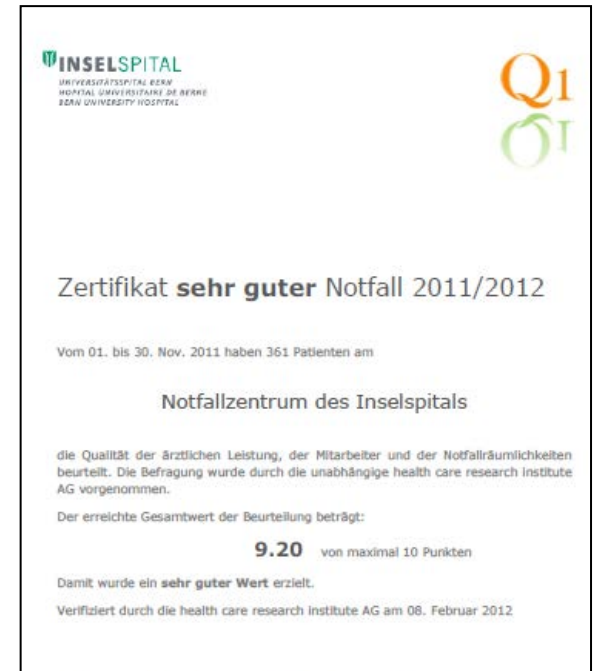 INSELSPITAL
UNIVERSITÄTSSPITAL BERN
HOPITAL UNIVERSITAIRE DE BERNE
BERN UNIVERSITY HOSPITAL
Q1
Zertifikat sehr guter Notfall 2011/2012
Vom 01. bis 30. Nov. 2011 haben 361 Patienten am
Notfallzentrum des Inselspitals
die Qualität der ärztlichen Leistung, der Mitarbeiter und der Notfallräumlichkeiten
beurteilt. Die Befragung wurde durch die unabhängige health care research institute
AG vorgenommen.
Der erreichte Gesamtwert der Beurteilung beträgt:
9.20 von maximal 10 Punkten
Damit wurde ein sehr guter Wert erzielt.
Verifiziert durch die health care research institute AG am 08. Februar 2012